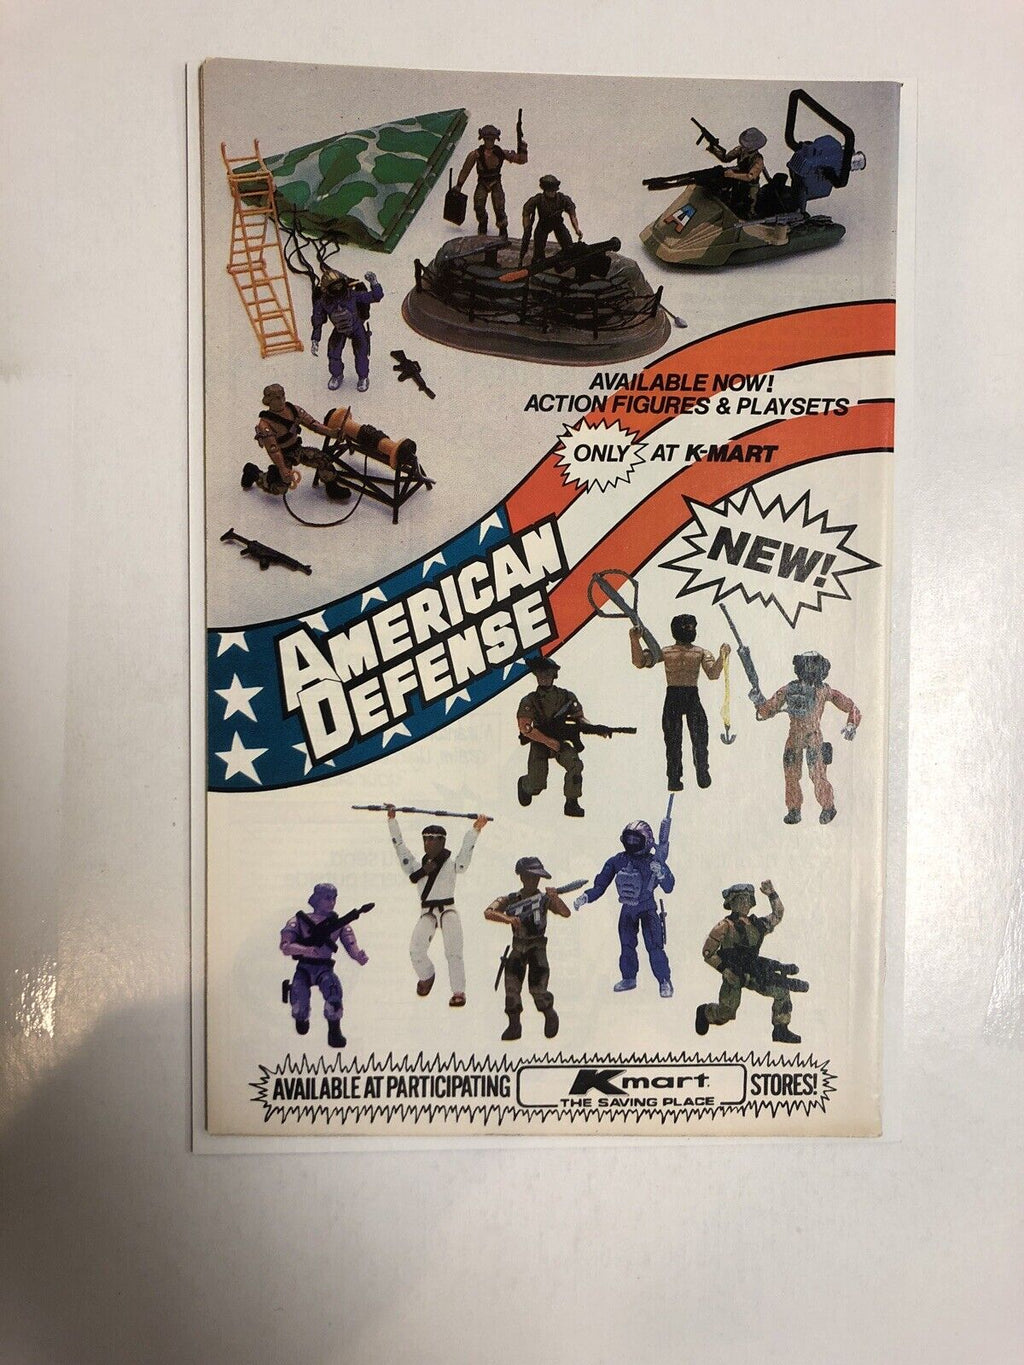 A
AVAILABLE NOW!
ACTION FIGURES & PLAYSETS
ONLY AT K-MART
NEW!
AMERICAN
DEFENSE
AVAILABLE AT PARTICIPATING Kmart STORES!
THE SAVING PLACE